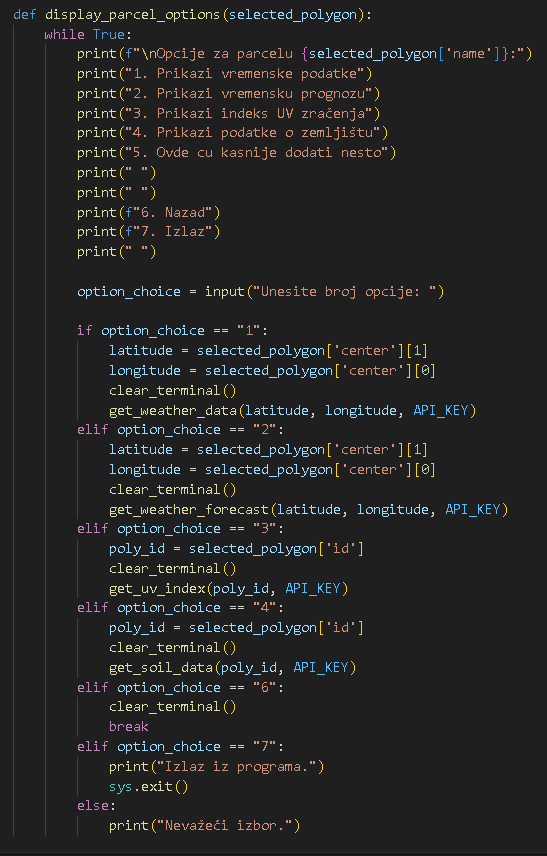 def display_parcel_options(selected_polygon):
    while True:
        print(f"\nOpcije za parcelu {selected_polygon['name']}:")
        print("1. Prikazi vremenske podatke")
        print("2. Prikazi vremensku prognozu")
        print("3. Prikazi indeks UV zračenja")
        print("4. Prikazi podatke o zemljištu")
        print("5. Ovde cu kasnije dodati nesto")
        print(" ")
        print(" ")
        print(f"6. Nazad")
        print(f"7. Izlaz")
        print(" ")

        option_choice = input("Unesite broj opcije: ")

        if option_choice == "1":
            latitude = selected_polygon['center'][1]
            longitude = selected_polygon['center'][0]
            clear_terminal()
            get_weather_data(latitude, longitude, API_KEY)
        elif option_choice == "2":
            latitude = selected_polygon['center'][1]
            longitude = selected_polygon['center'][0]
            clear_terminal()
            get_weather_forecast(latitude, longitude, API_KEY)
        elif option_choice == "3":
            poly_id = selected_polygon['id']
            clear_terminal()
            get_uv_index(poly_id, API_KEY)
        elif option_choice == "4":
            poly_id = selected_polygon['id']
            clear_terminal()
            get_soil_data(poly_id, API_KEY)
        elif option_choice == "6":
            clear_terminal()
            break
        elif option_choice == "7":
            print("Izlaz iz programa.")
            sys.exit()
        else:
            print("Nevažeći izbor.")